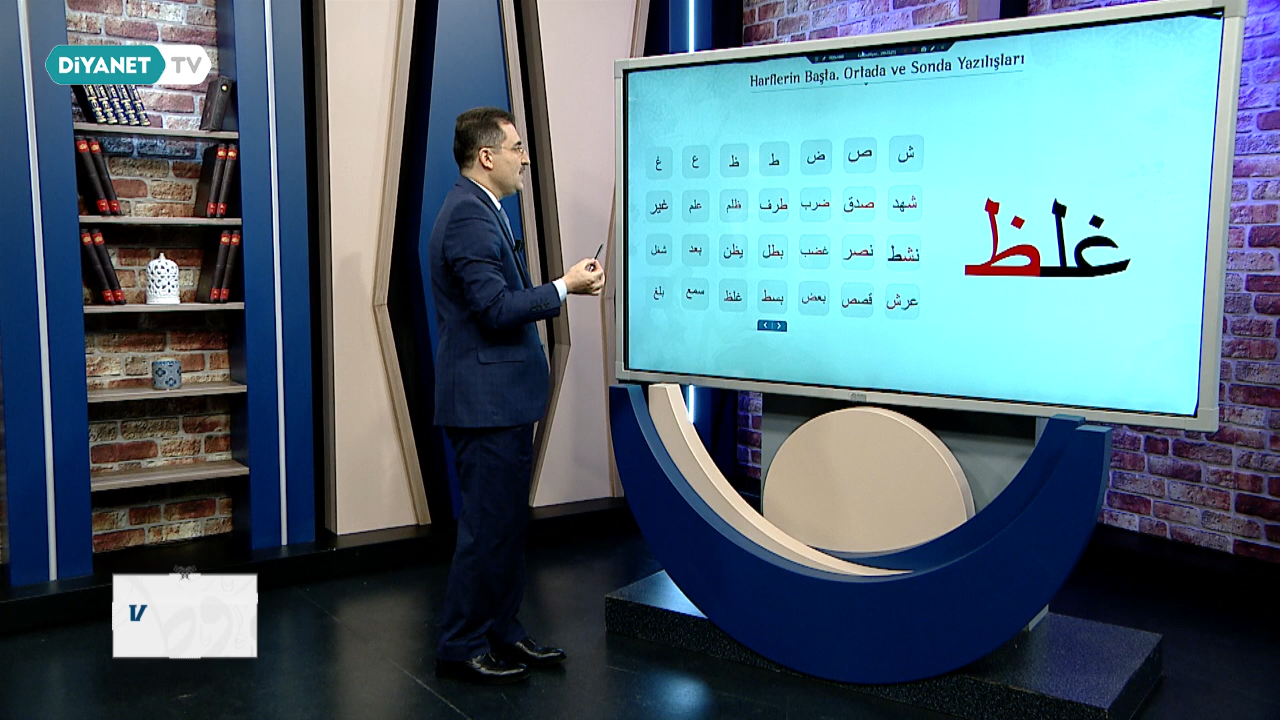 DİYANET TV
Harflerin Başta, Ortada ve Sonda Yazılışları
ش ص ض ط ظ ع غ
شهد صدق ضرب طرف ظلم علم غير
نشط نصر غضب بطل يظن بعد شغل
عرش قصص بعض بسط غلظ سمع بلغ
غلظ
V